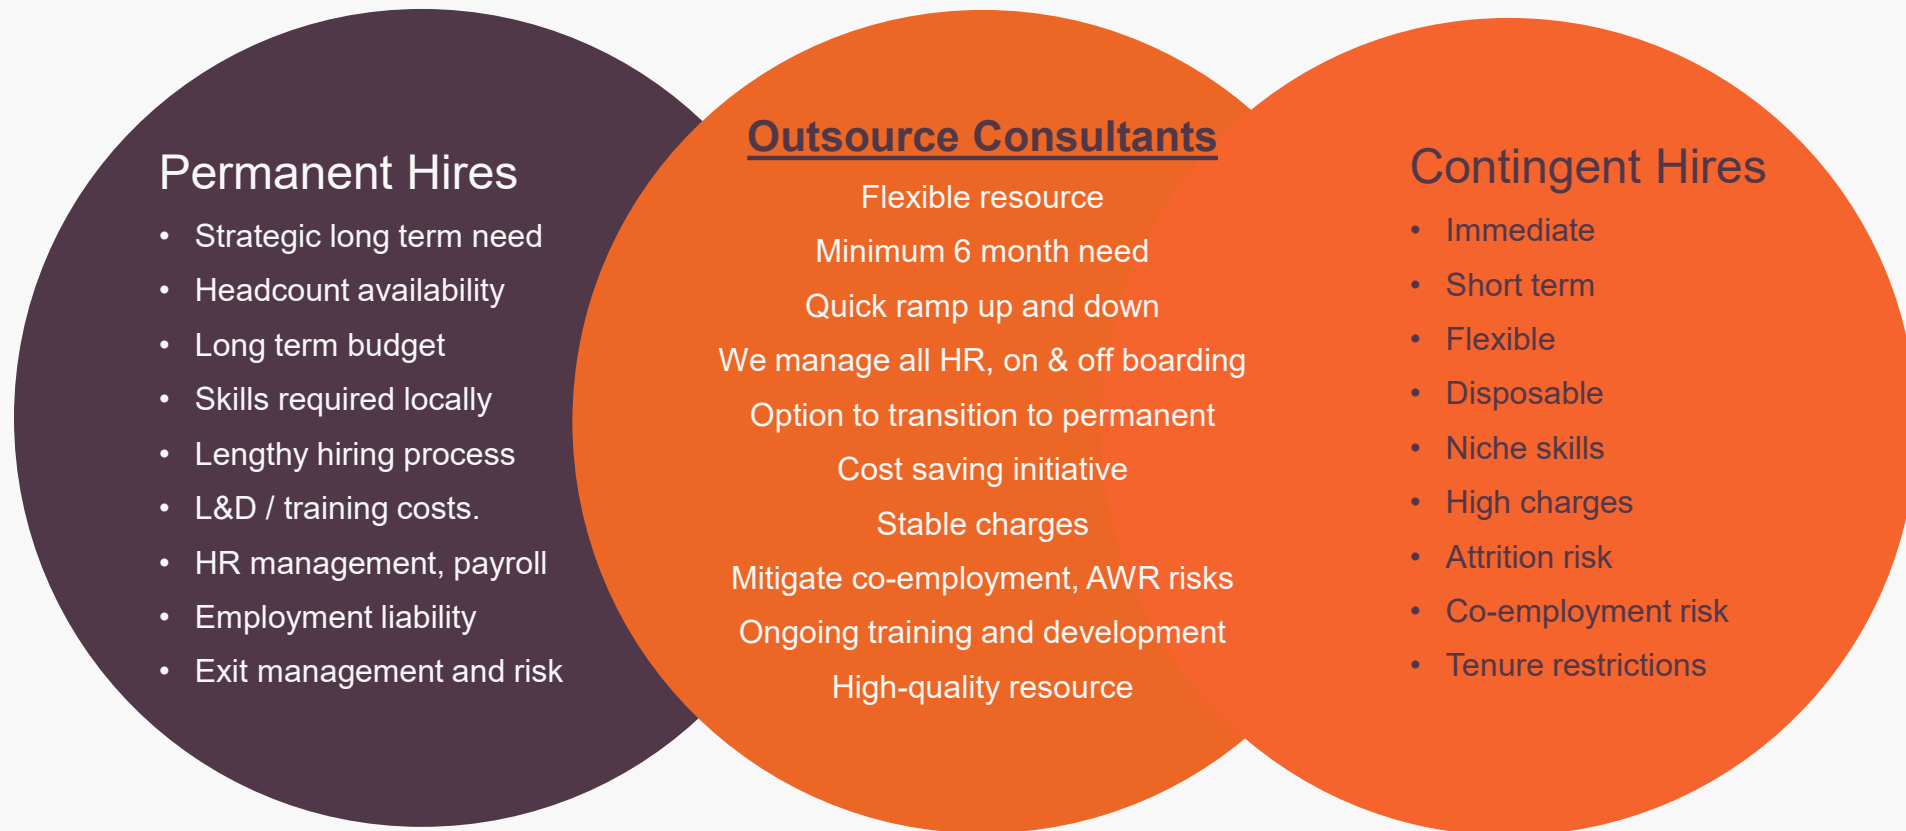 Permanent Hires
• Strategic long term need
• Headcount availability
• Long term budget
• Skills required locally
• Lengthy hiring process
• L&D / training costs.
• HR management, payroll
• Employment liability
• Exit management and risk
Outsource Consultants
Flexible resource
Minimum 6 month need
Quick ramp up and down
We manage all HR, on & off boarding
Option to transition to permanent
Cost saving initiative
Stable charges
Mitigate co-employment, AWR risks
Ongoing training and development
High-quality resource
Contingent Hires
• Immediate
• Short term
• Flexible
• Disposable
• Niche skills
• High charges
• Attrition risk
• Co-employment risk
• Tenure restrictions